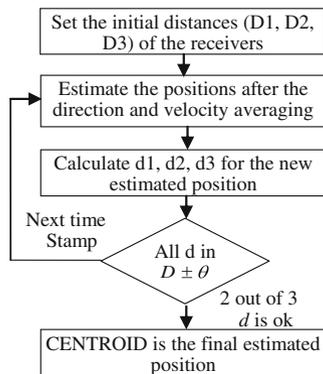 Set the initial distances (D1, D2,
D3) of the receivers
Estimate the positions after the
direction and velocity averaging
Calculate d1, d2, d3 for the new
estimated position
Next time
Stamp
All d in
D ± θ
2 out of 3
d is ok
CENTROID is the final estimated
position